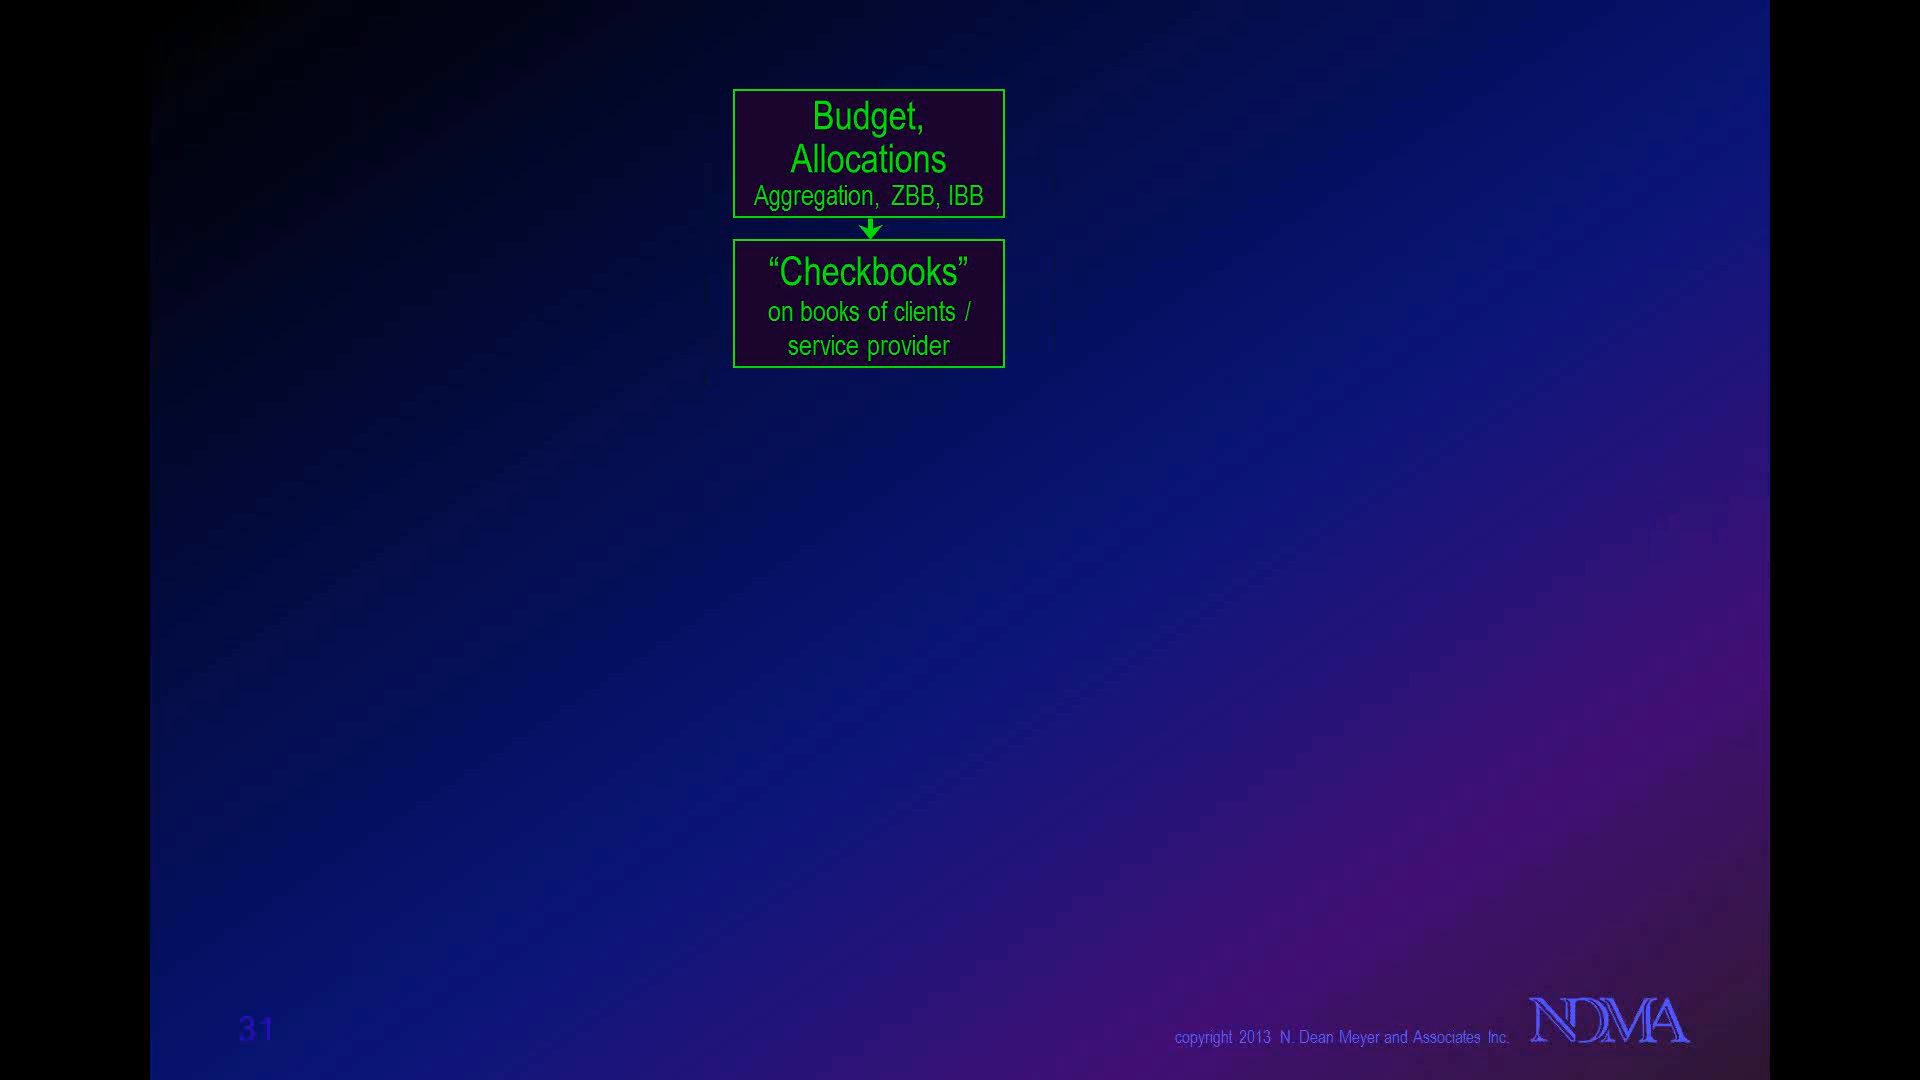 Budget,
Allocations
Aggregation, ZBB, IBB
“Checkbooks”
on books of clients /
service provider
31
copyright 2013 N. Dean Meyer and Associates Inc.
NDMA